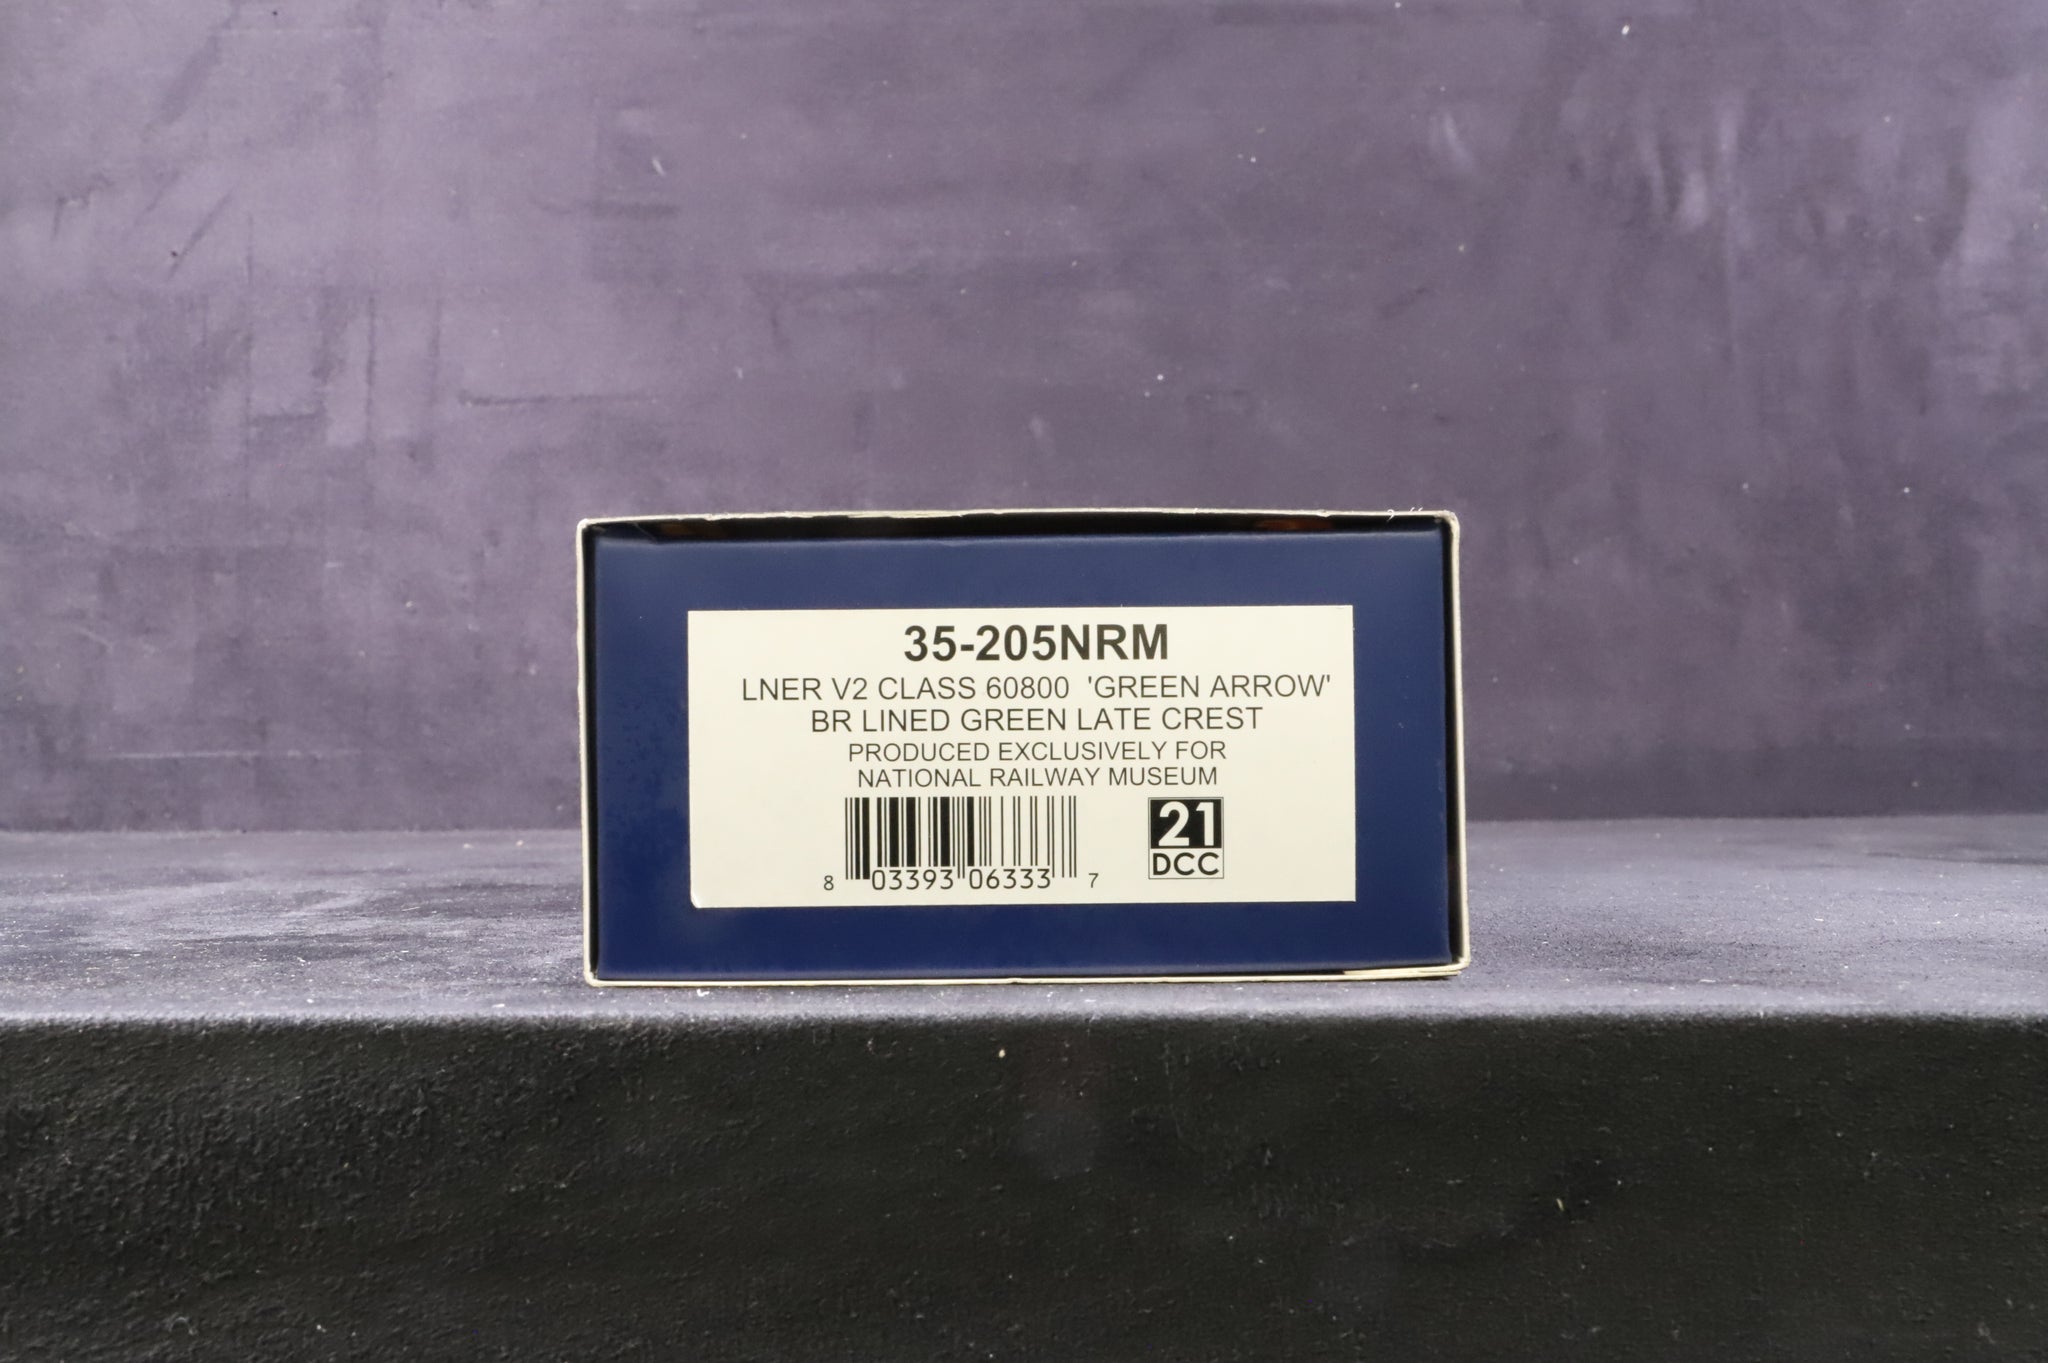 35-205NRM
LNER V2 CLASS 60800 'GREEN ARROW'
BR LINED GREEN LATE CREST
PRODUCED EXCLUSIVELY FOR
NATIONAL RAILWAY MUSEUM
8 03393 06333 7
21
DCC